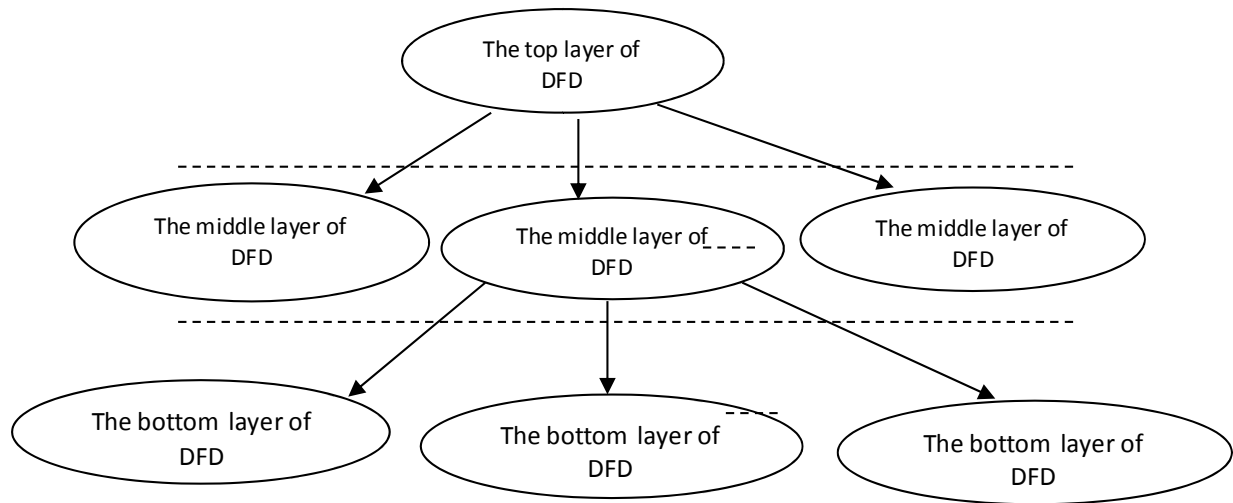 The top layer of
DFD
The middle layer of
DFD
The middle layer of
DFD
The middle layer of
DFD
The bottom layer of
DFD
The bottom layer of
DFD
The bottom layer of
DFD